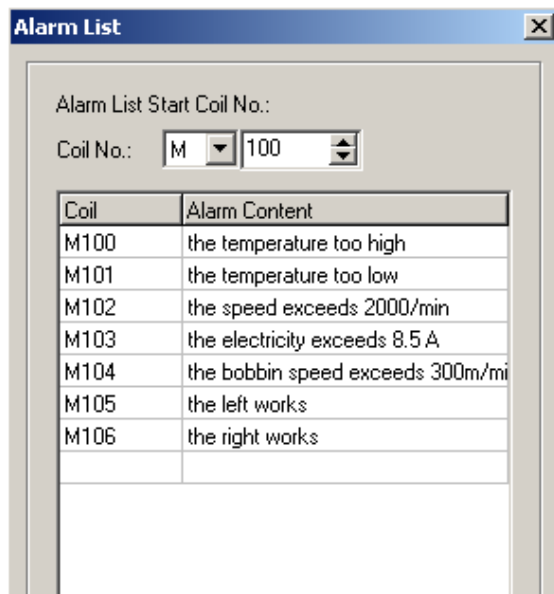 Alarm List
Alarm List Start Coil No.:
Coil No.: M 100
Coil Alarm Content
M100 the temperature too high
M101 the temperature too low
M102 the speed exceeds 2000/min
M103 the electricity exceeds 8.5 A
M104 the bobbin speed exceeds 300m/mi
M105 the left works
M106 the right works